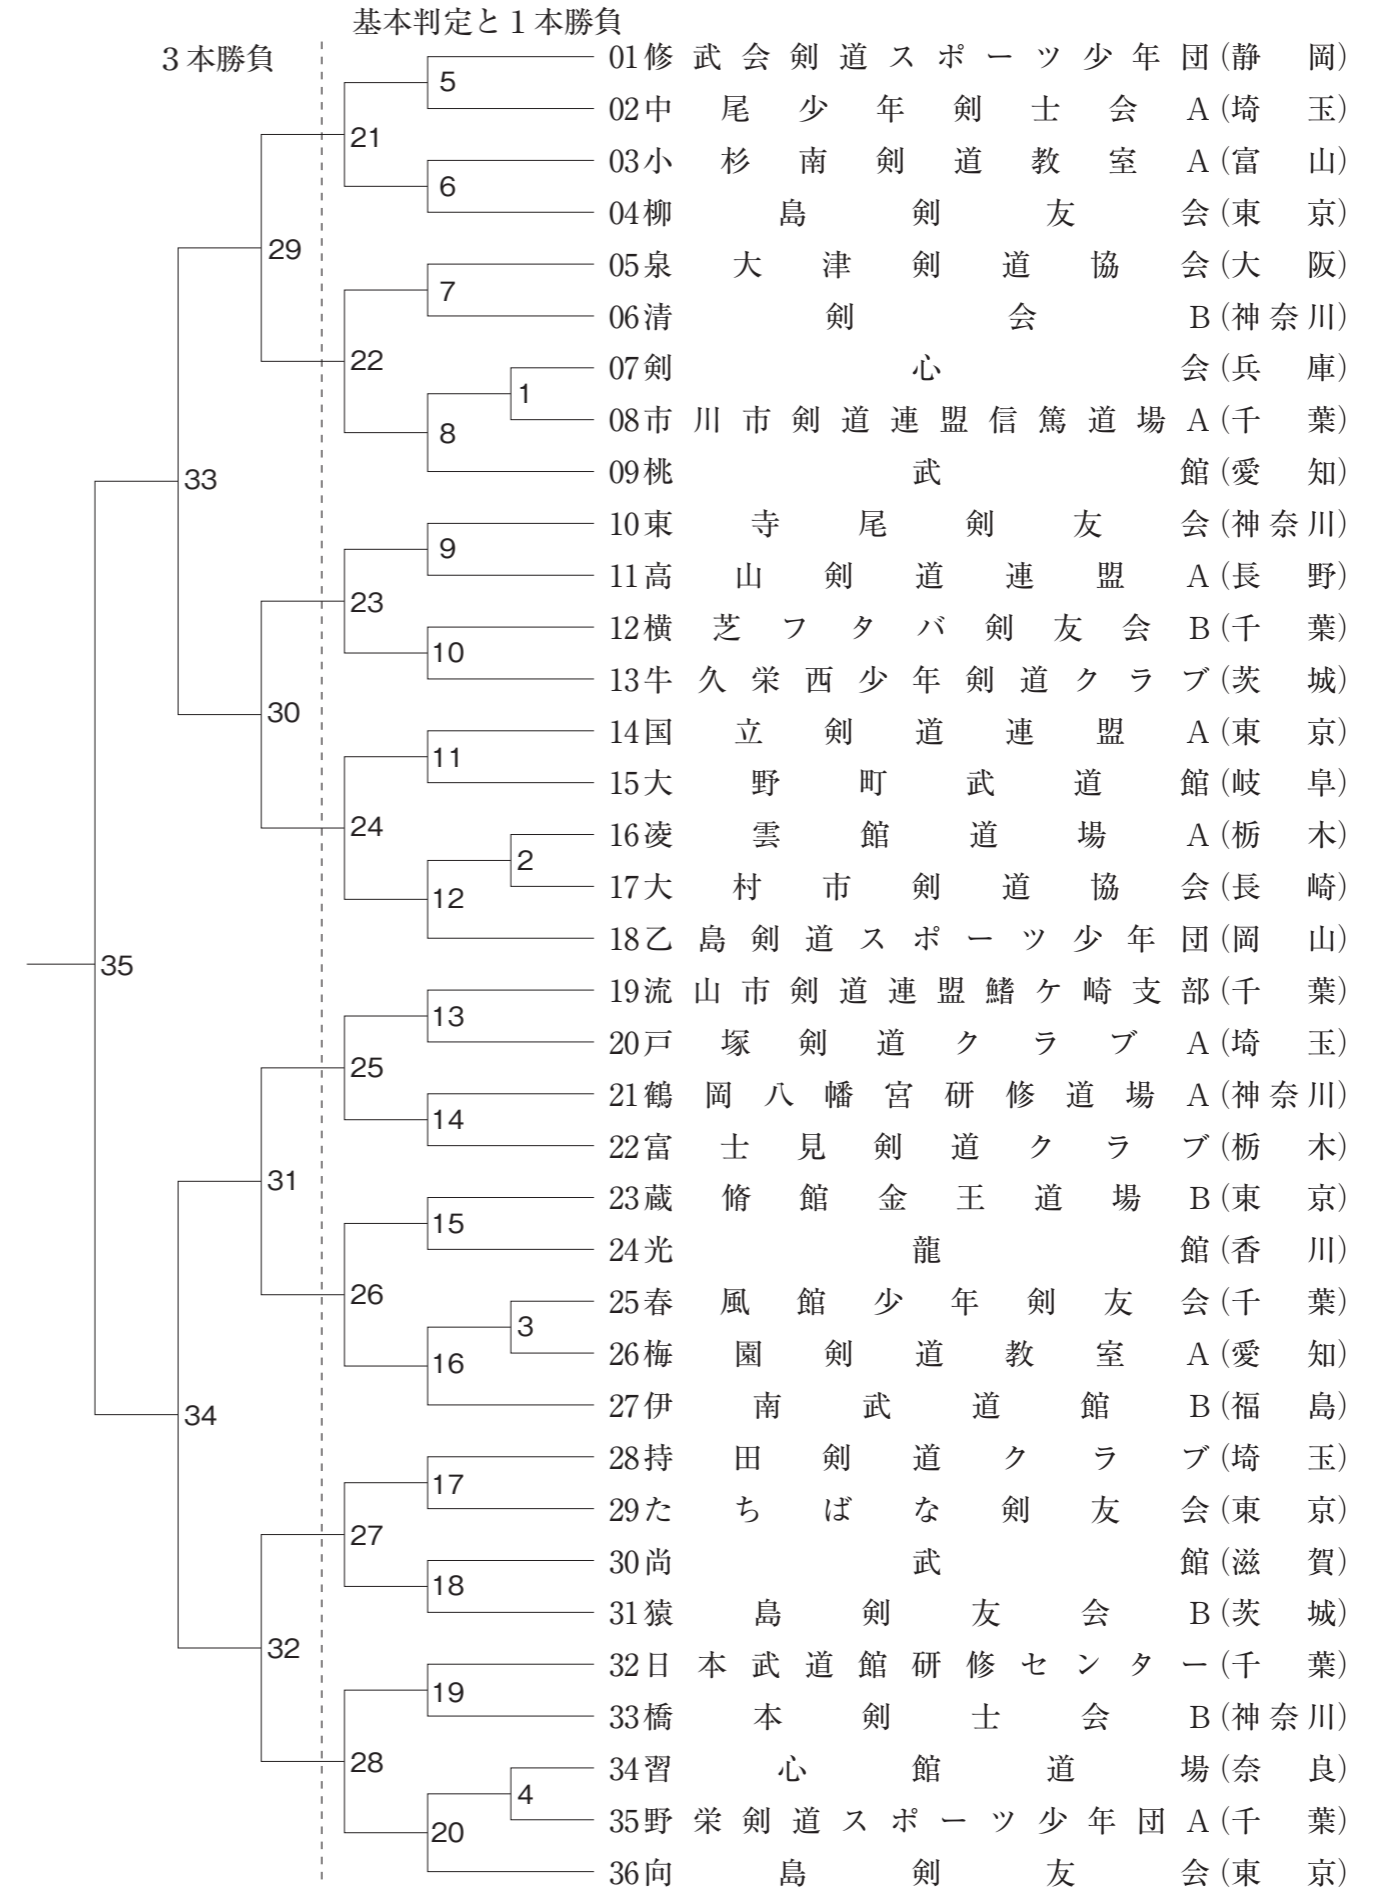 基本判定と１本勝負
３本勝負
01修武会剣道スポーツ少年団(静岡)
5
02中尾少年剣士会A(埼玉)
21
03小杉南剣道教室A(富山)
6
04柳島剣友会(東京)
29
05泉大津剣道協会(大阪)
7
06清剣会B(神奈川)
22
07剣心会(兵庫)
1
08市川市剣道連盟信篤道場A(千葉)
8
09桃武館(愛知)
33
10東寺尾剣友会(神奈川)
9
11高山剣道連盟A(長野)
23
12横芝フタバ剣友会B(千葉)
10
13牛久栄西少年剣道クラブ(茨城)
30
14国立剣道連盟A(東京)
11
15大野町武道館(岐阜)
24
16凌雲館道場A(栃木)
2
17大村市剣道協会(長崎)
12
18乙島剣道スポーツ少年団(岡山)
35
19流山市剣道連盟鰭ケ崎支部(千葉)
13
20戸塚剣道クラブA(埼玉)
25
21鶴岡八幡宮研修道場A(神奈川)
14
22富士見剣道クラブ(栃木)
31
23蔵脩館金王道場B(東京)
15
24光龍館(香川)
26
25春風館少年剣友会(千葉)
3
26梅園剣道教室A(愛知)
16
27伊南武道館B(福島)
34
28持田剣道クラブ(埼玉)
17
29たちばな剣友会(東京)
27
30尚武館(滋賀)
18
31猿島剣友会B(茨城)
32
32日本武道館研修センター(千葉)
19
33橋本剣士会B(神奈川)
28
34習心館道場(奈良)
4
35野栄剣道スポーツ少年団A(千葉)
20
36向島剣友会(東京)